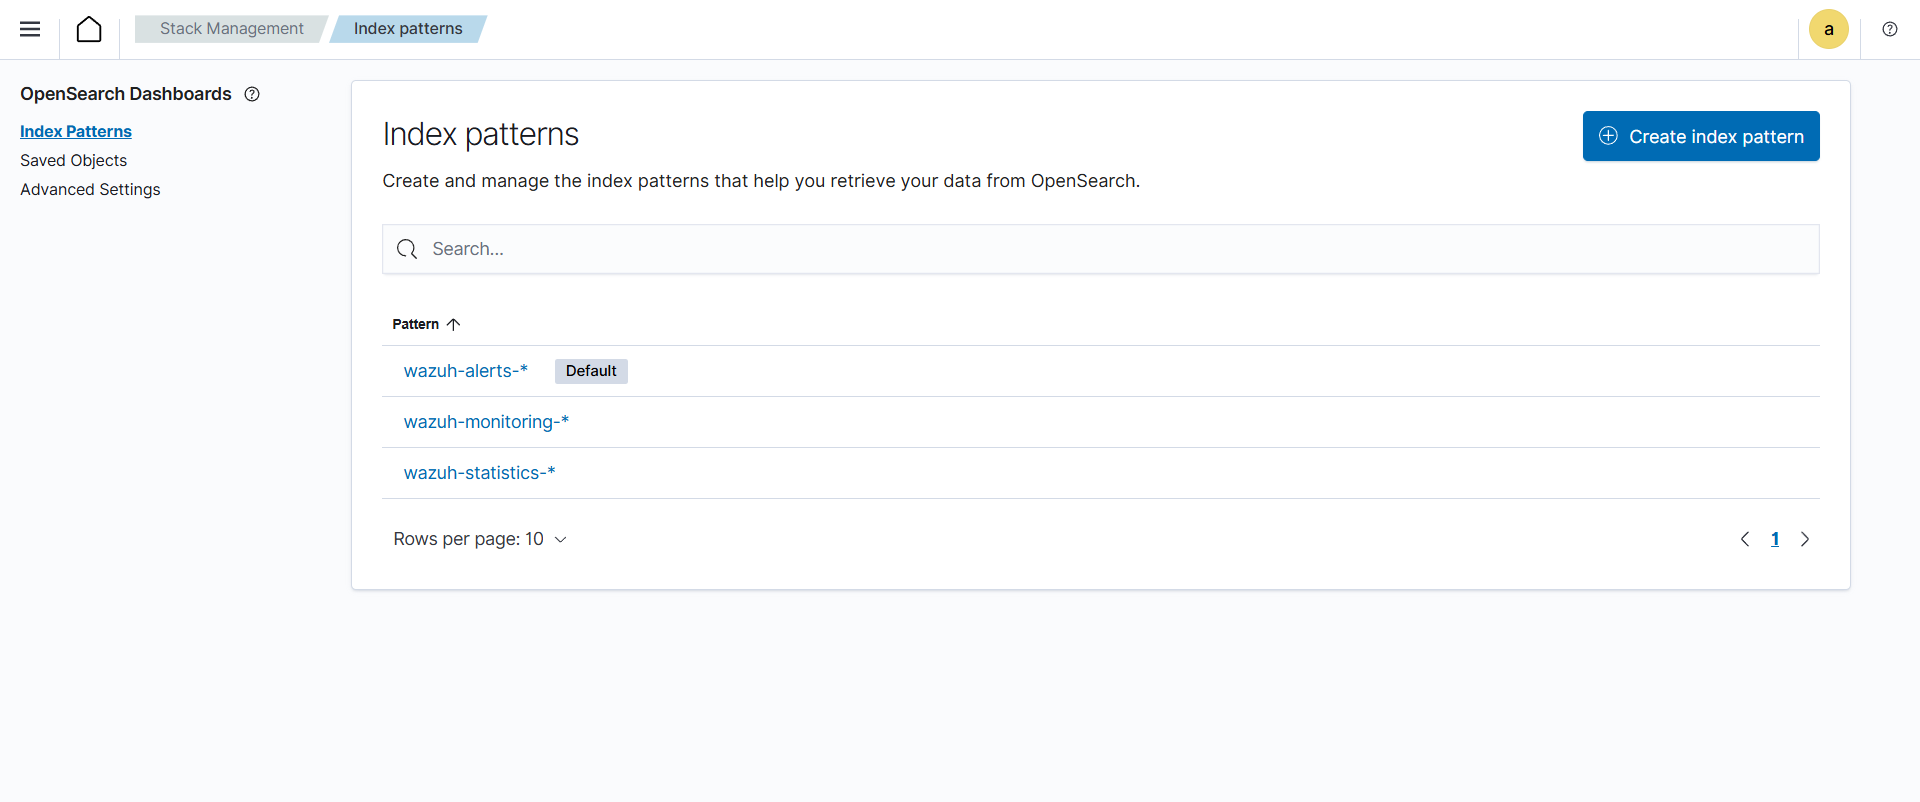 Stack Management
Index patterns
a
OpenSearch Dashboards
Index Patterns
Saved Objects
Advanced Settings
Index patterns
Create index pattern
Create and manage the index patterns that help you retrieve your data from OpenSearch.
Search...
Pattern
wazuh-alerts-* Default
wazuh-monitoring-*
wazuh-statistics-*
Rows per page: 10
1